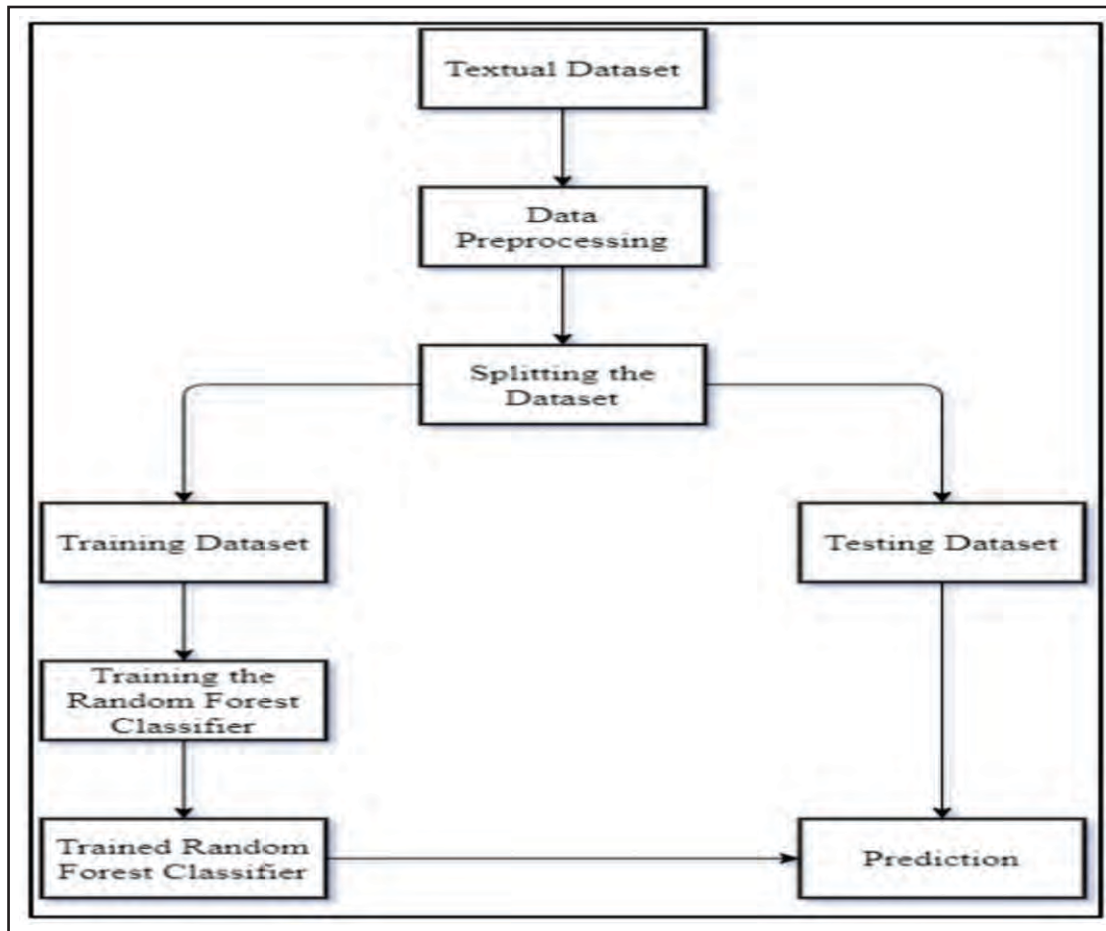 Textual Dataset
Data
Preprocessing
Splitting the
Dataset
Training Dataset
Testing Dataset
Training the
Random Forest
Classifier
Trained Random
Forest Classifier
Prediction